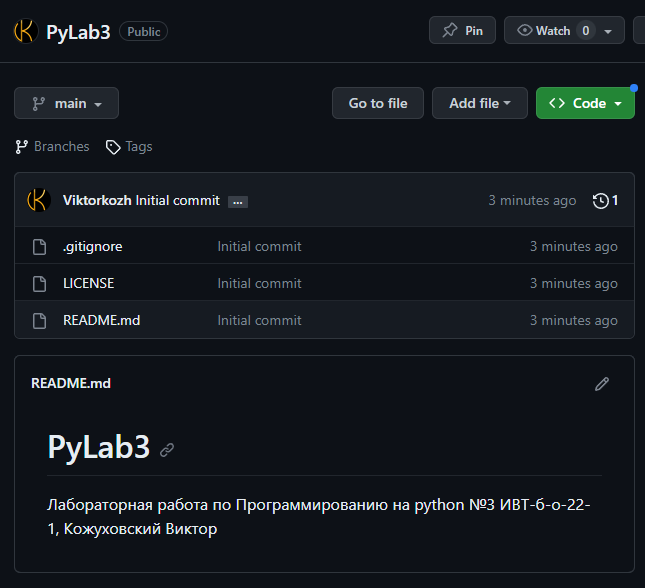 PyLab3 Public Pin Watch 0
main Go to file Add file <> Code
Branches Tags
Viktorkozh Initial commit ... 3 minutes ago 1
.gitignore Initial commit 3 minutes ago
LICENSE Initial commit 3 minutes ago
README.md Initial commit 3 minutes ago
README.md
PyLab3
Лабораторная работа по Программированию на python №3 ИВТ-б-о-22-
1, Кожуховский Виктор